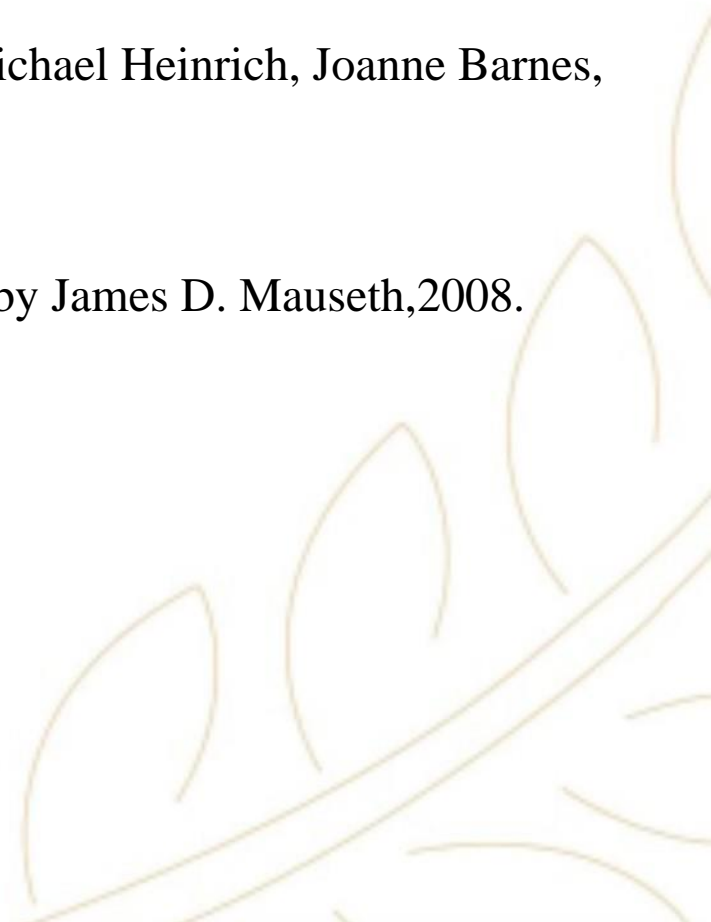 ichael Heinrich, Joanne Barnes,
by James D. Mauseth,2008.